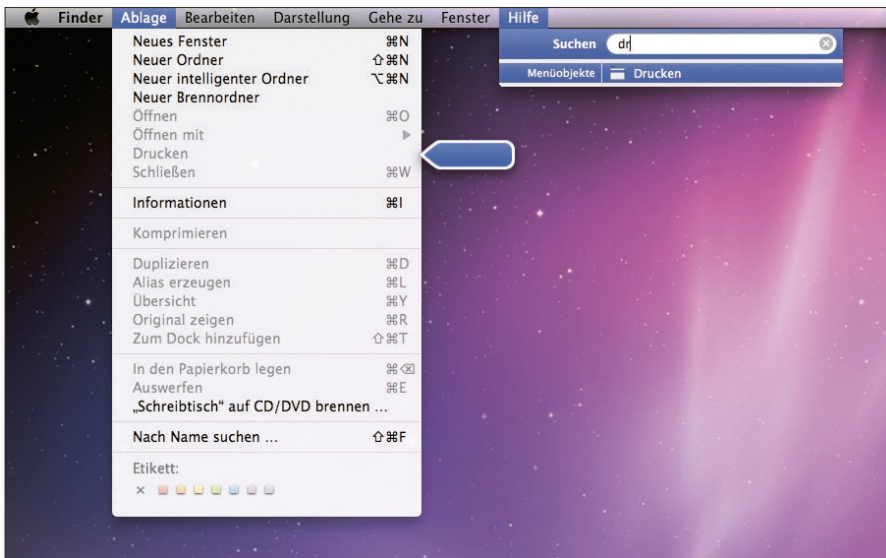 Finder Ablage Bearbeiten Darstellung Gehe zu Fenster Hilfe
Neues Fenster ⌘N
Neuer Ordner ⇧⌘N
Neuer intelligenter Ordner ⌥⌘N
Neuer Brennordner
Öffnen ⌘O
Öffnen mit ▶
Drucken
Schließen ⌘W
Informationen ⌘I
Komprimieren
Duplizieren ⌘D
Alias erzeugen ⌘L
Übersicht ⌘Y
Original zeigen ⌘R
Zum Dock hinzufügen ⇧⌘T
In den Papierkorb legen ⌘⌫
Auswerfen ⌘E
„Schreibtisch“ auf CD/DVD brennen ...
Nach Name suchen ... ⇧⌘F
Etikett:
Suchen dr
Menüobjekte Drucken